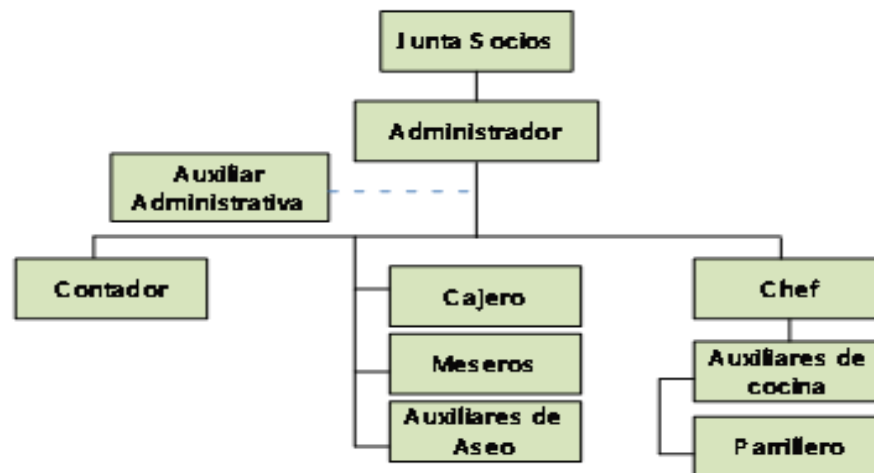 Junta Socios
Administrador
Auxiliar
Administrativa
Contador
Cajero
Chef
Meseros
Auxiliares de
cocina
Auxiliares de
Aseo
Parrillero